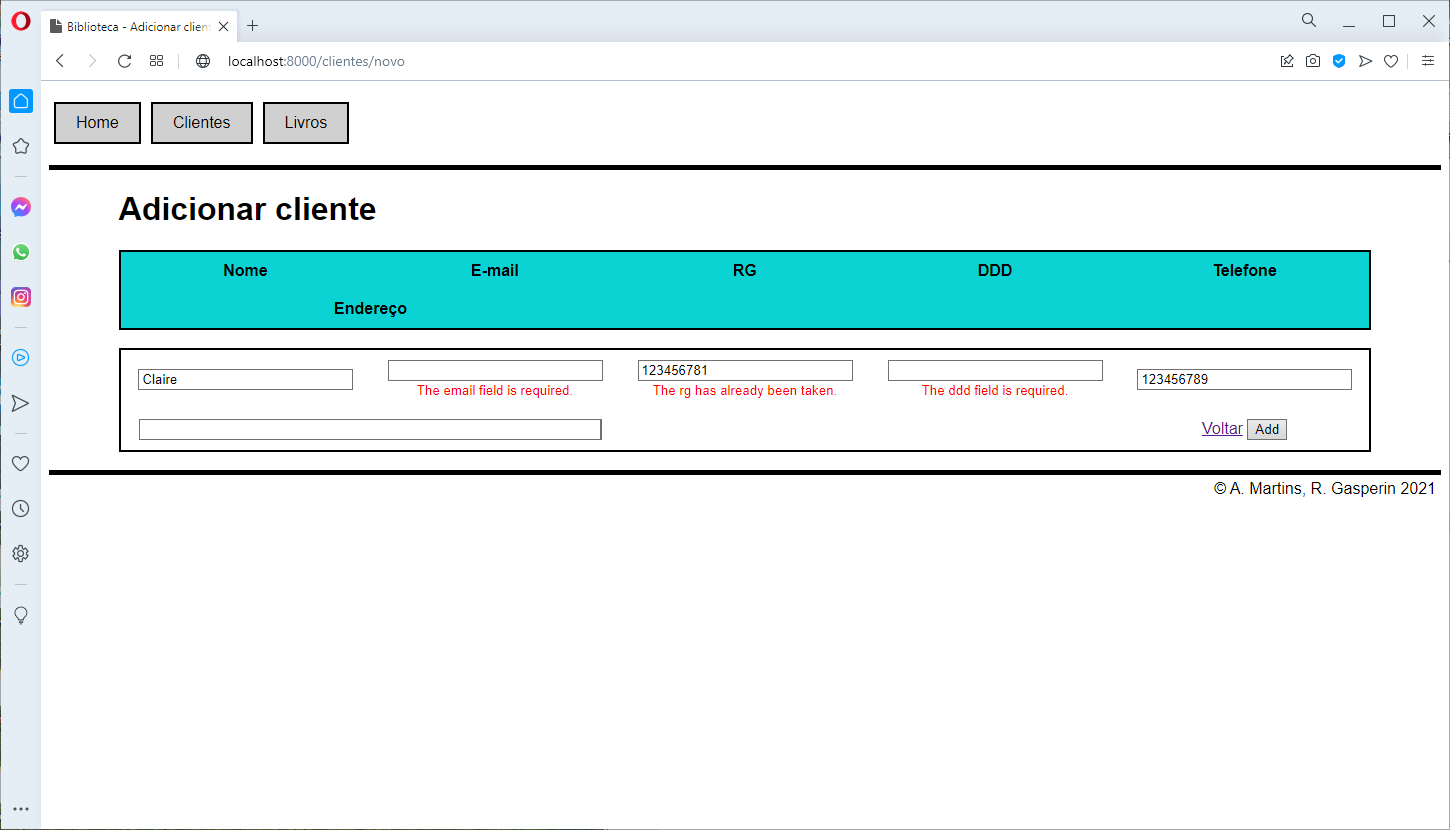 Biblioteca - Adicionar client
localhost:8000/clientes/novo
Home Clientes Livros
Adicionar cliente
Nome E-mail RG DDD Telefone
Endereço
Claire 123456781 123456789
The email field is required. The rg has already been taken. The ddd field is required.
Voltar Add
© A. Martins, R. Gasperin 2021